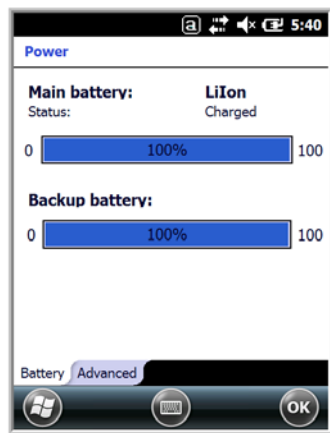 a 5:40
Power
Main battery: LiIon
Status: Charged
0 100% 100
Backup battery:
0 100% 100
Battery Advanced
OK